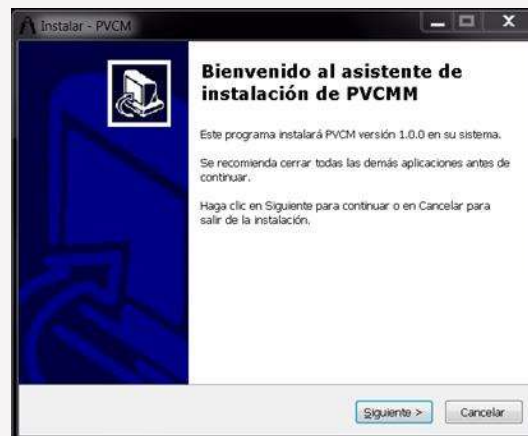 Instalar - PVCM
Bienvenido al asistente de
instalación de PVCMM
Este programa instalará PVCM versión 1.0.0 en su sistema.
Se recomienda cerrar todas las demás aplicaciones antes de
continuar.
Haga clic en Siguiente para continuar o en Cancelar para
salir de la instalación.
Siguiente >
Cancelar